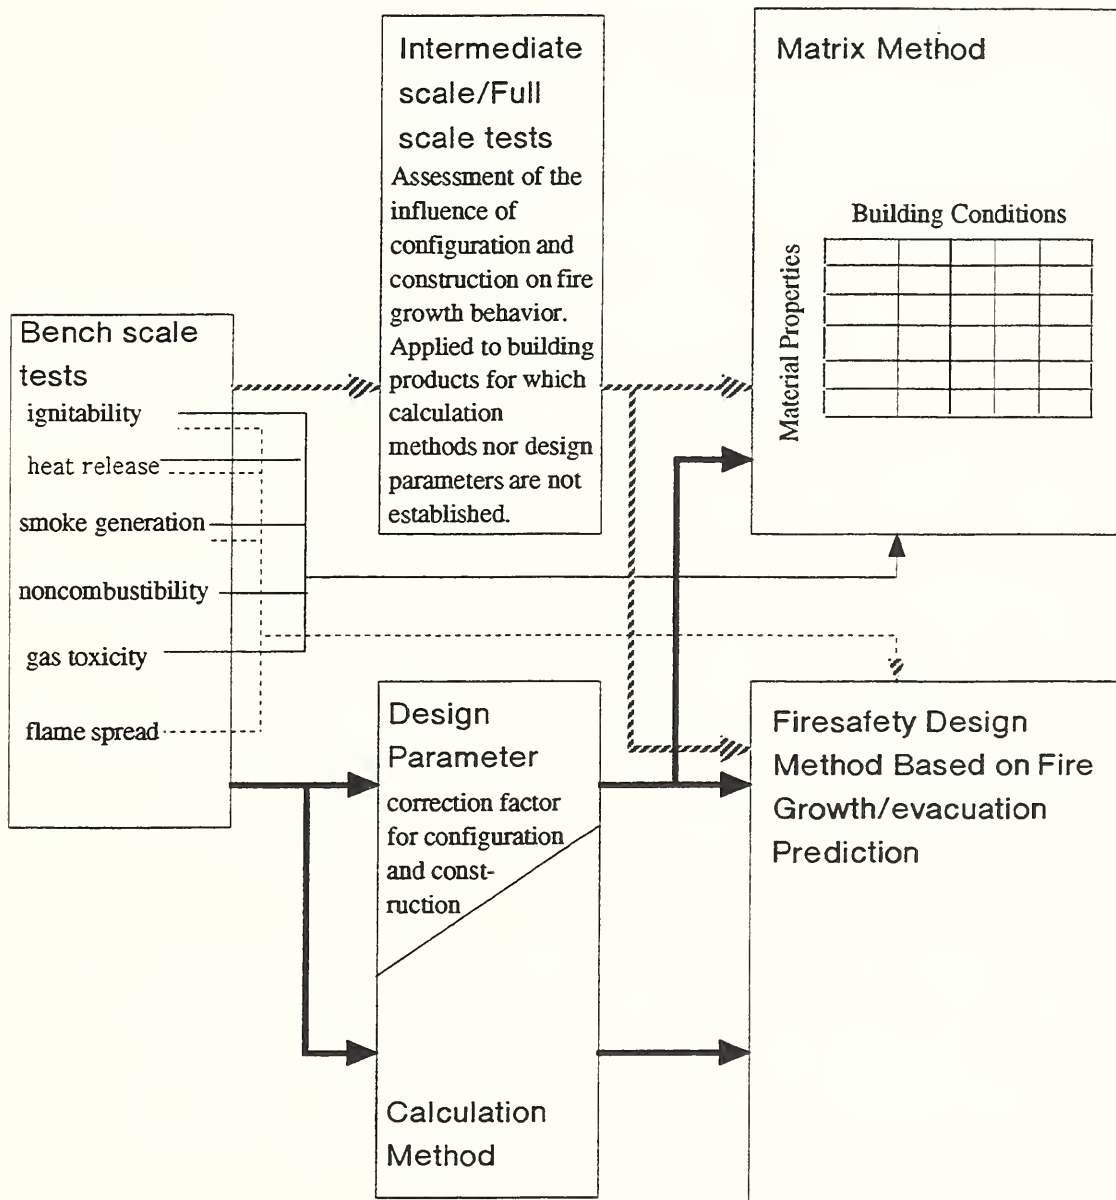 Intermediate
scale/Full
scale tests
Assessment of the
influence of
configuration and
construction on fire
growth behavior.
Applied to building
products for which
calculation
methods nor design
parameters are not
established.
Matrix Method
Building Conditions
Material Properties
Bench scale
tests
ignitability
heat release
smoke generation
noncombustibility
gas toxicity
flame spread
Design
Parameter
correction factor
for configuration
and const-
ruction
Calculation
Method
Firesafety Design
Method Based on Fire
Growth/evacuation
Prediction